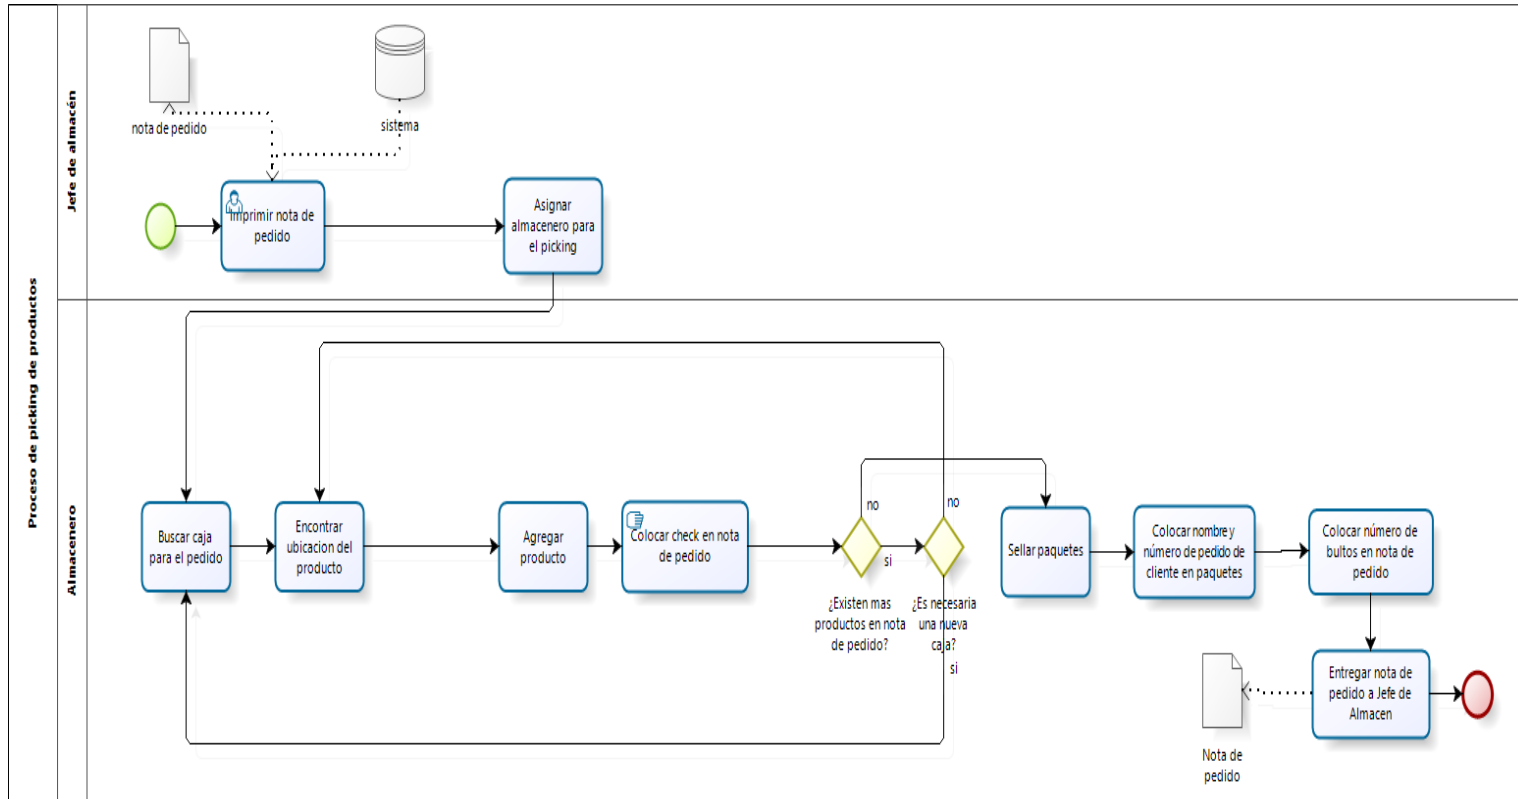 Proceso de picking de productos
Jefe de almacén
nota de pedido
sistema
Imprimir nota de
pedido
Asignar
almacenero para
el picking
Almacenero
Buscar caja
para el pedido
Encontrar
ubicacion del
producto
Agregar
producto
Colocar check en nota
de pedido
no
si
¿Existen mas
productos en nota
de pedido?
no
¿Es necesaria
una nueva
caja?
si
Sellar paquetes
Colocar nombre y
número de pedido de
cliente en paquetes
Colocar número de
bultos en nota de
pedido
Entregar nota de
pedido a Jefe de
Almacen
Nota de
pedido